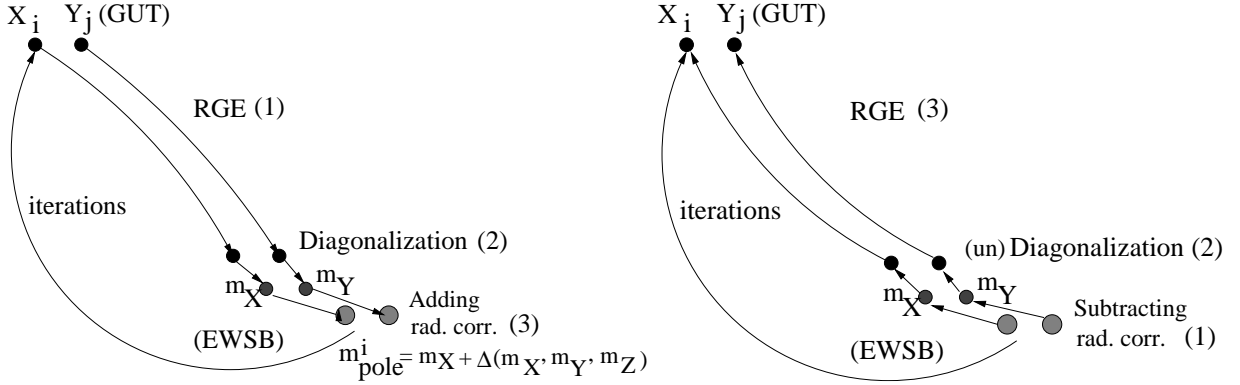 X i Y j (GUT)
RGE (1)
iterations
Diagonalization (2)
m X m Y
Adding
rad. corr. (3)
(EWSB)
m i pole = m X + Δ(m X , m Y , m Z )
X i Y j (GUT)
RGE (3)
iterations
(un) Diagonalization (2)
m X m Y
Subtracting
rad. corr. (1)
(EWSB)